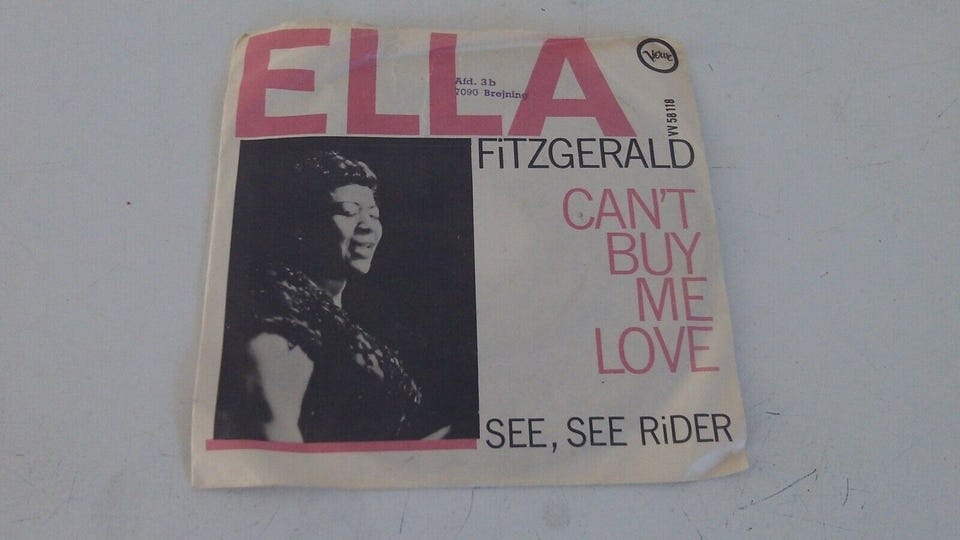 ELLA
Afd. 3b
7090 Brejning
Verve
VV 58118
FiTZGERALD
CAN'T
BUY
ME
LOVE
SEE, SEE RiDER